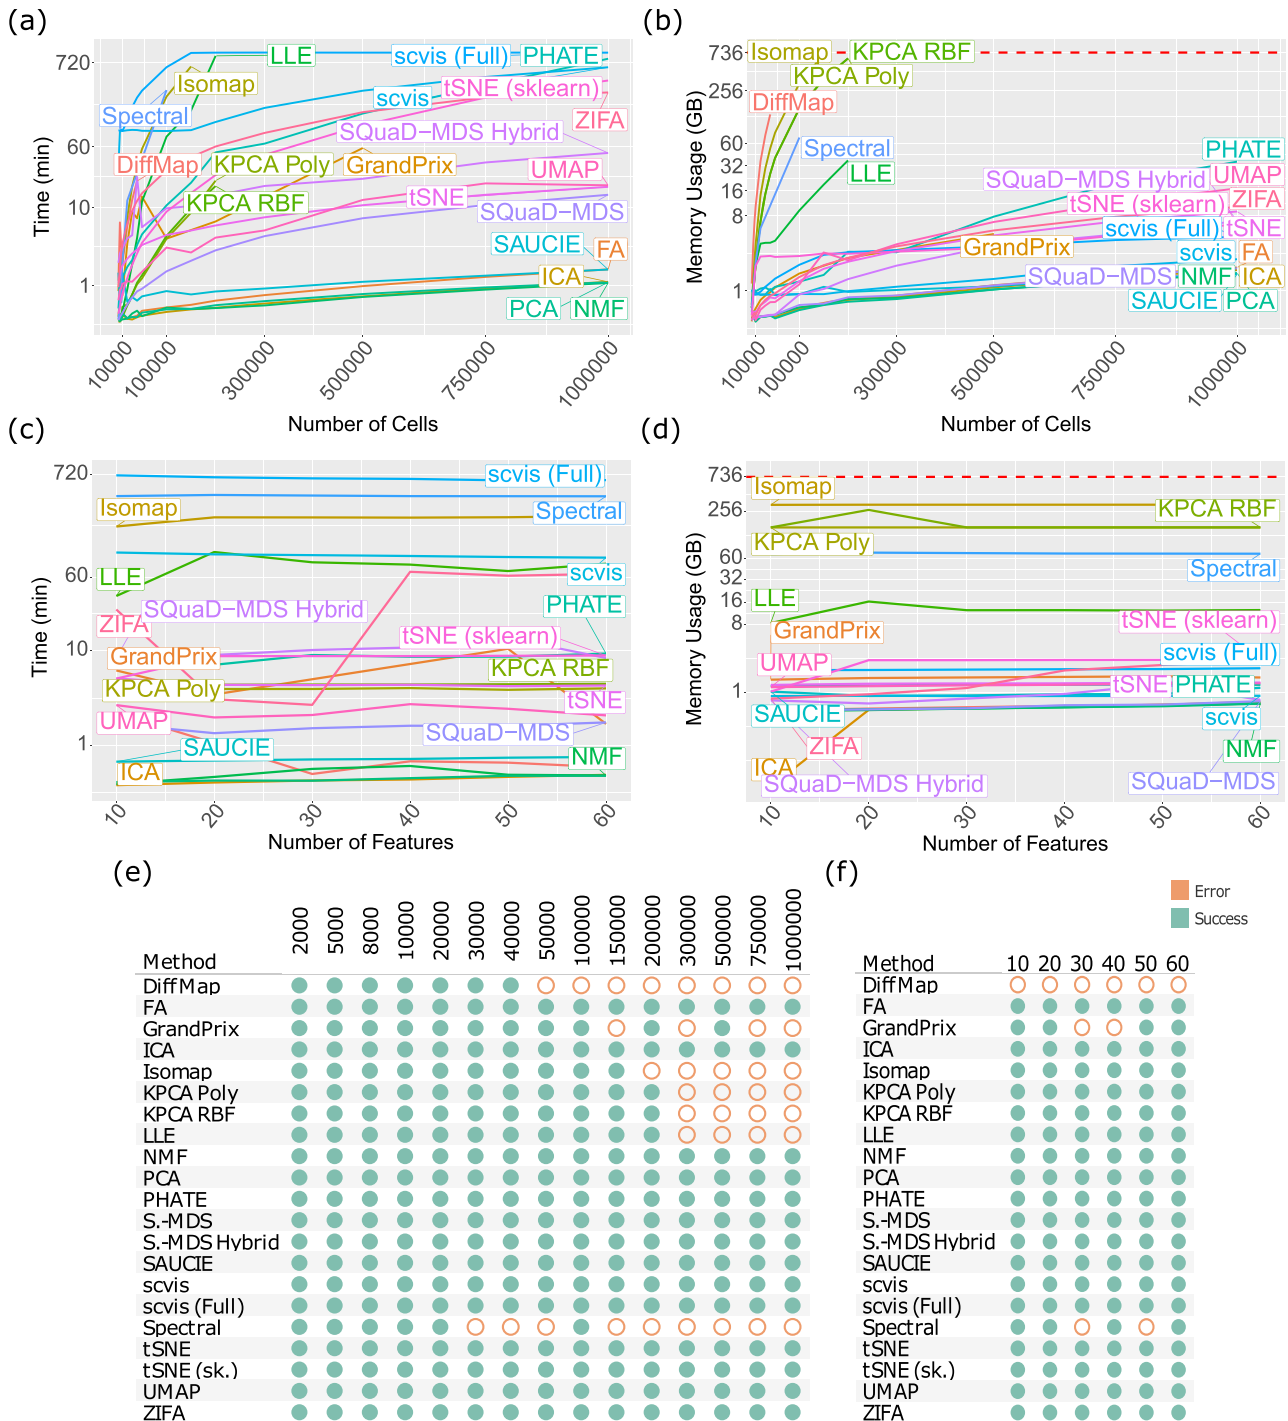 (a)
Time (min)
720
60
10
1
LLE
scvis (Full)
PHATE
Isomap
tSNE (sklearn)
scvis
Spectral
ZIFA
SQuaD−MDS Hybrid
DiffMap
KPCA Poly
GrandPrix
UMAP
KPCA RBF
tSNE
SQuaD−MDS
SAUCIE
FA
ICA
PCA
NMF
10000
100000
300000
500000
750000
1000000
Number of Cells
(b)
Memory Usage (GB)
736
256
60
32
16
8
1
Isomap
KPCA RBF
KPCA Poly
DiffMap
Spectral
PHATE
LLE
SQuaD−MDS Hybrid
UMAP
tSNE (sklearn)
ZIFA
scvis (Full)
tSNE
GrandPrix
scvis
FA
SQuaD−MDS
NMF
ICA
SAUCIE
PCA
10000
100000
300000
500000
750000
1000000
Number of Cells
(c)
Time (min)
720
60
10
1
scvis (Full)
Isomap
Spectral
LLE
scvis
SQuaD−MDS Hybrid
PHATE
ZIFA
tSNE (sklearn)
GrandPrix
KPCA RBF
KPCA Poly
tSNE
UMAP
SQuaD−MDS
SAUCIE
NMF
ICA
10
20
30
40
50
60
Number of Features
(d)
Memory Usage (GB)
736
256
60
32
16
8
1
Isomap
KPCA RBF
KPCA Poly
Spectral
LLE
tSNE (sklearn)
GrandPrix
scvis (Full)
UMAP
tSNE
PHATE
SAUCIE
scvis
ZIFA
NMF
ICA
SQuaD−MDS Hybrid
SQuaD−MDS
10
20
30
40
50
60
Number of Features
(e)
Method 2000 5000 8000 10000 20000 30000 40000 50000 100000 150000 200000 300000 500000 750000 1000000
DiffMap
FA
GrandPrix
ICA
Isomap
KPCA Poly
KPCA RBF
LLE
NMF
PCA
PHATE
S.-MDS
S.-MDS Hybrid
SAUCIE
scvis
scvis (Full)
Spectral
tSNE
tSNE (sk.)
UMAP
ZIFA
(f)
Error
Success
Method 10 20 30 40 50 60
DiffMap
FA
GrandPrix
ICA
Isomap
KPCA Poly
KPCA RBF
LLE
NMF
PCA
PHATE
S.-MDS
S.-MDS Hybrid
SAUCIE
scvis
scvis (Full)
Spectral
tSNE
tSNE (sk.)
UMAP
ZIFA